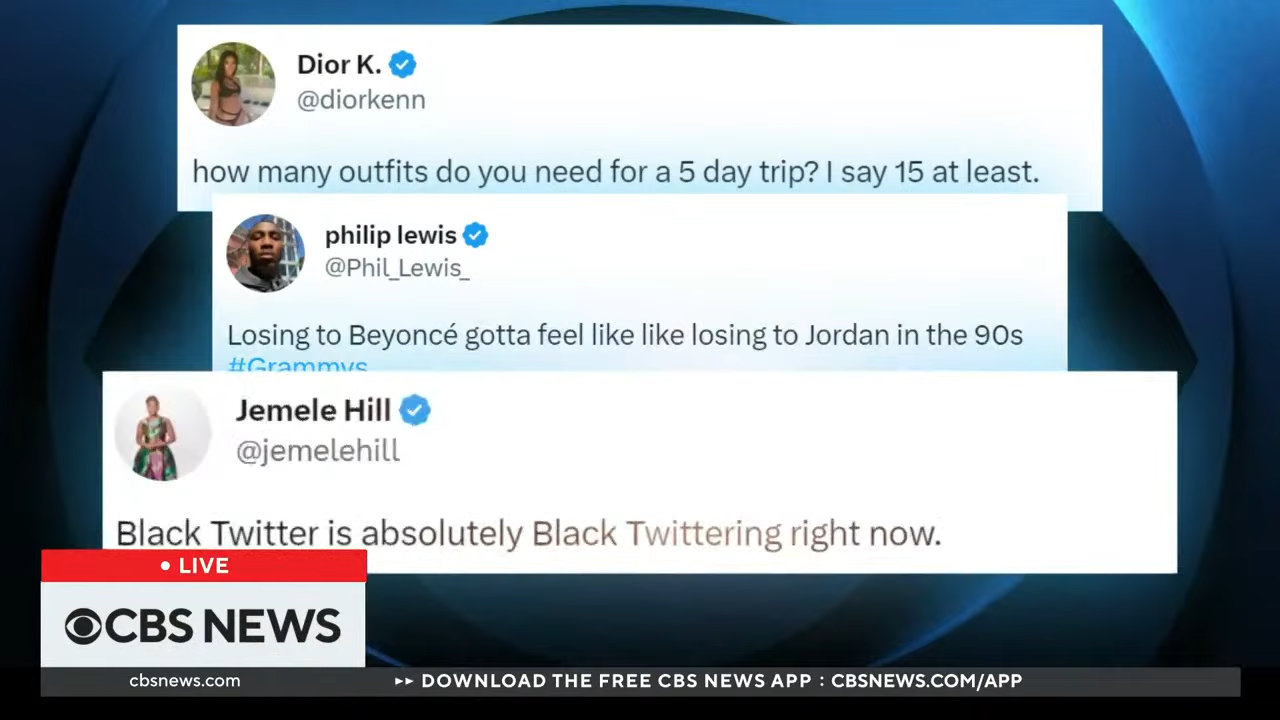 Dior K.
@diorkenn
how many outfits do you need for a 5 day trip? I say 15 at least.
philip lewis
@Phil_Lewis_
Losing to Beyoncé gotta feel like like losing to Jordan in the 90s
#Grammys
Jemele Hill
@jemelehill
Black Twitter is absolutely Black Twittering right now.
• LIVE
CBS NEWS
cbsnews.com
DOWNLOAD THE FREE CBS NEWS APP : CBSNEWS.COM/APP